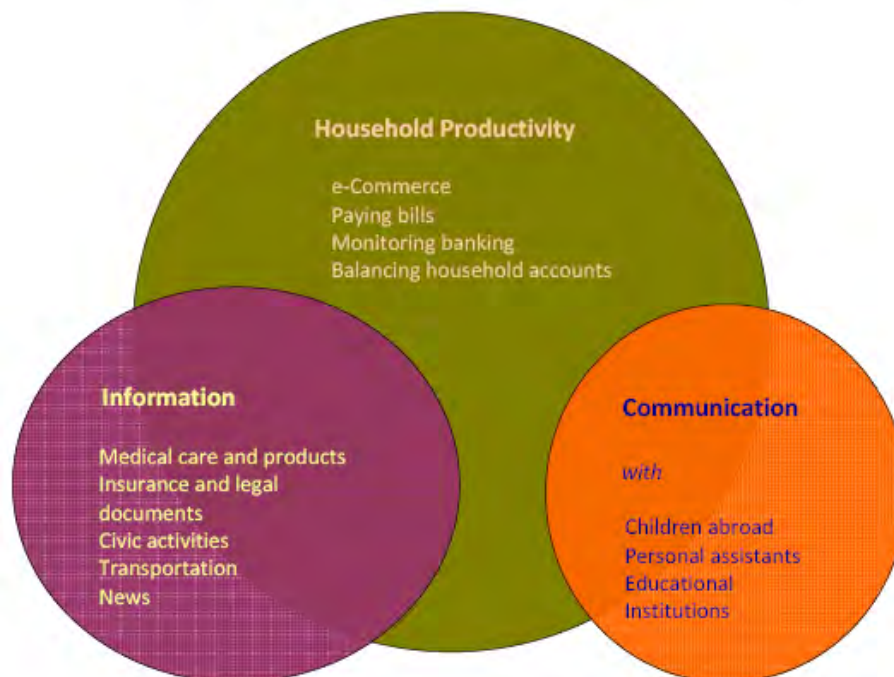 Household Productivity
e-Commerce
Paying bills
Monitoring banking
Balancing household accounts
Information
Medical care and products
Insurance and legal
documents
Civic activities
Transportation
News
Communication
with
Children abroad
Personal assistants
Educational
Institutions